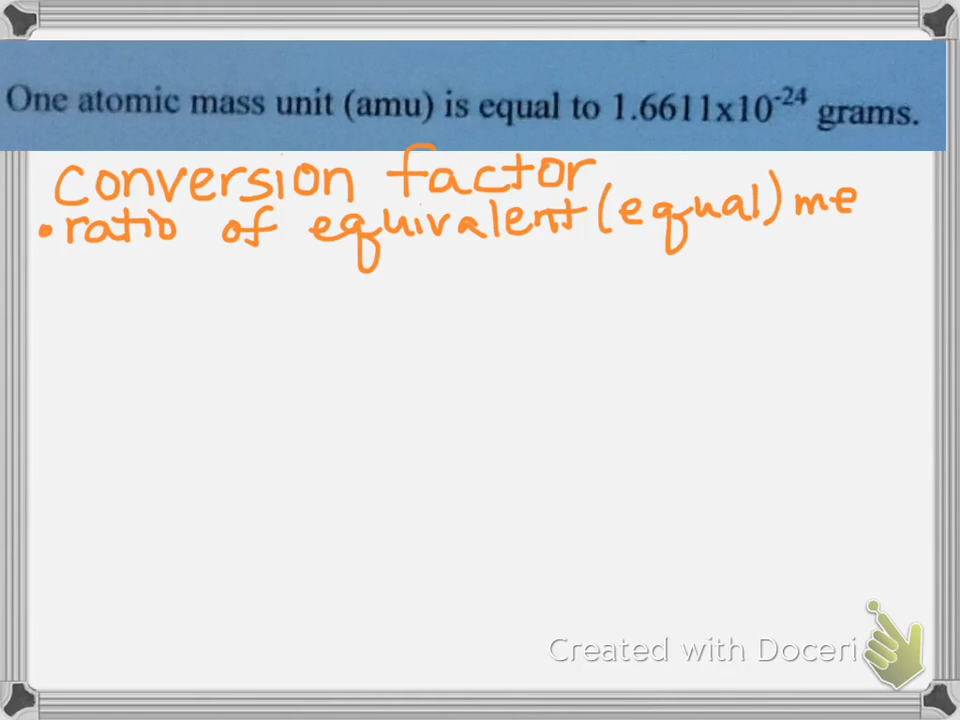 One atomic mass unit (amu) is equal to 1.6611x10⁻²⁴ grams.
conversion factor
• ratio of equivalent (equal) me
Created with Doceri